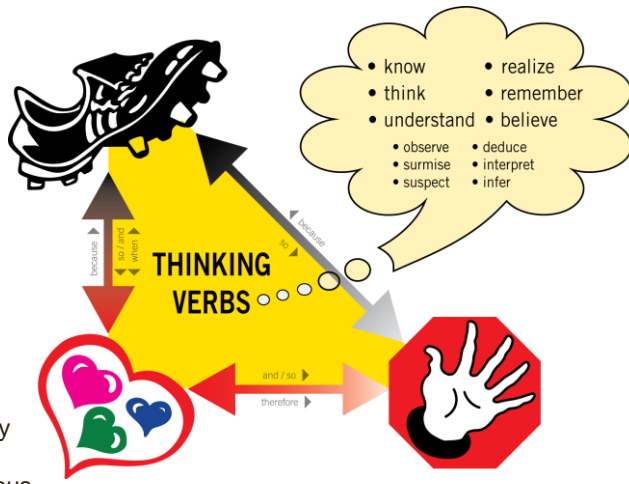 • know • realize
• think • remember
• understand • believe
• observe • deduce
• surmise • interpret
• suspect • infer
because
so
because
so / and
when
THINKING
VERBS
and / so
therefore